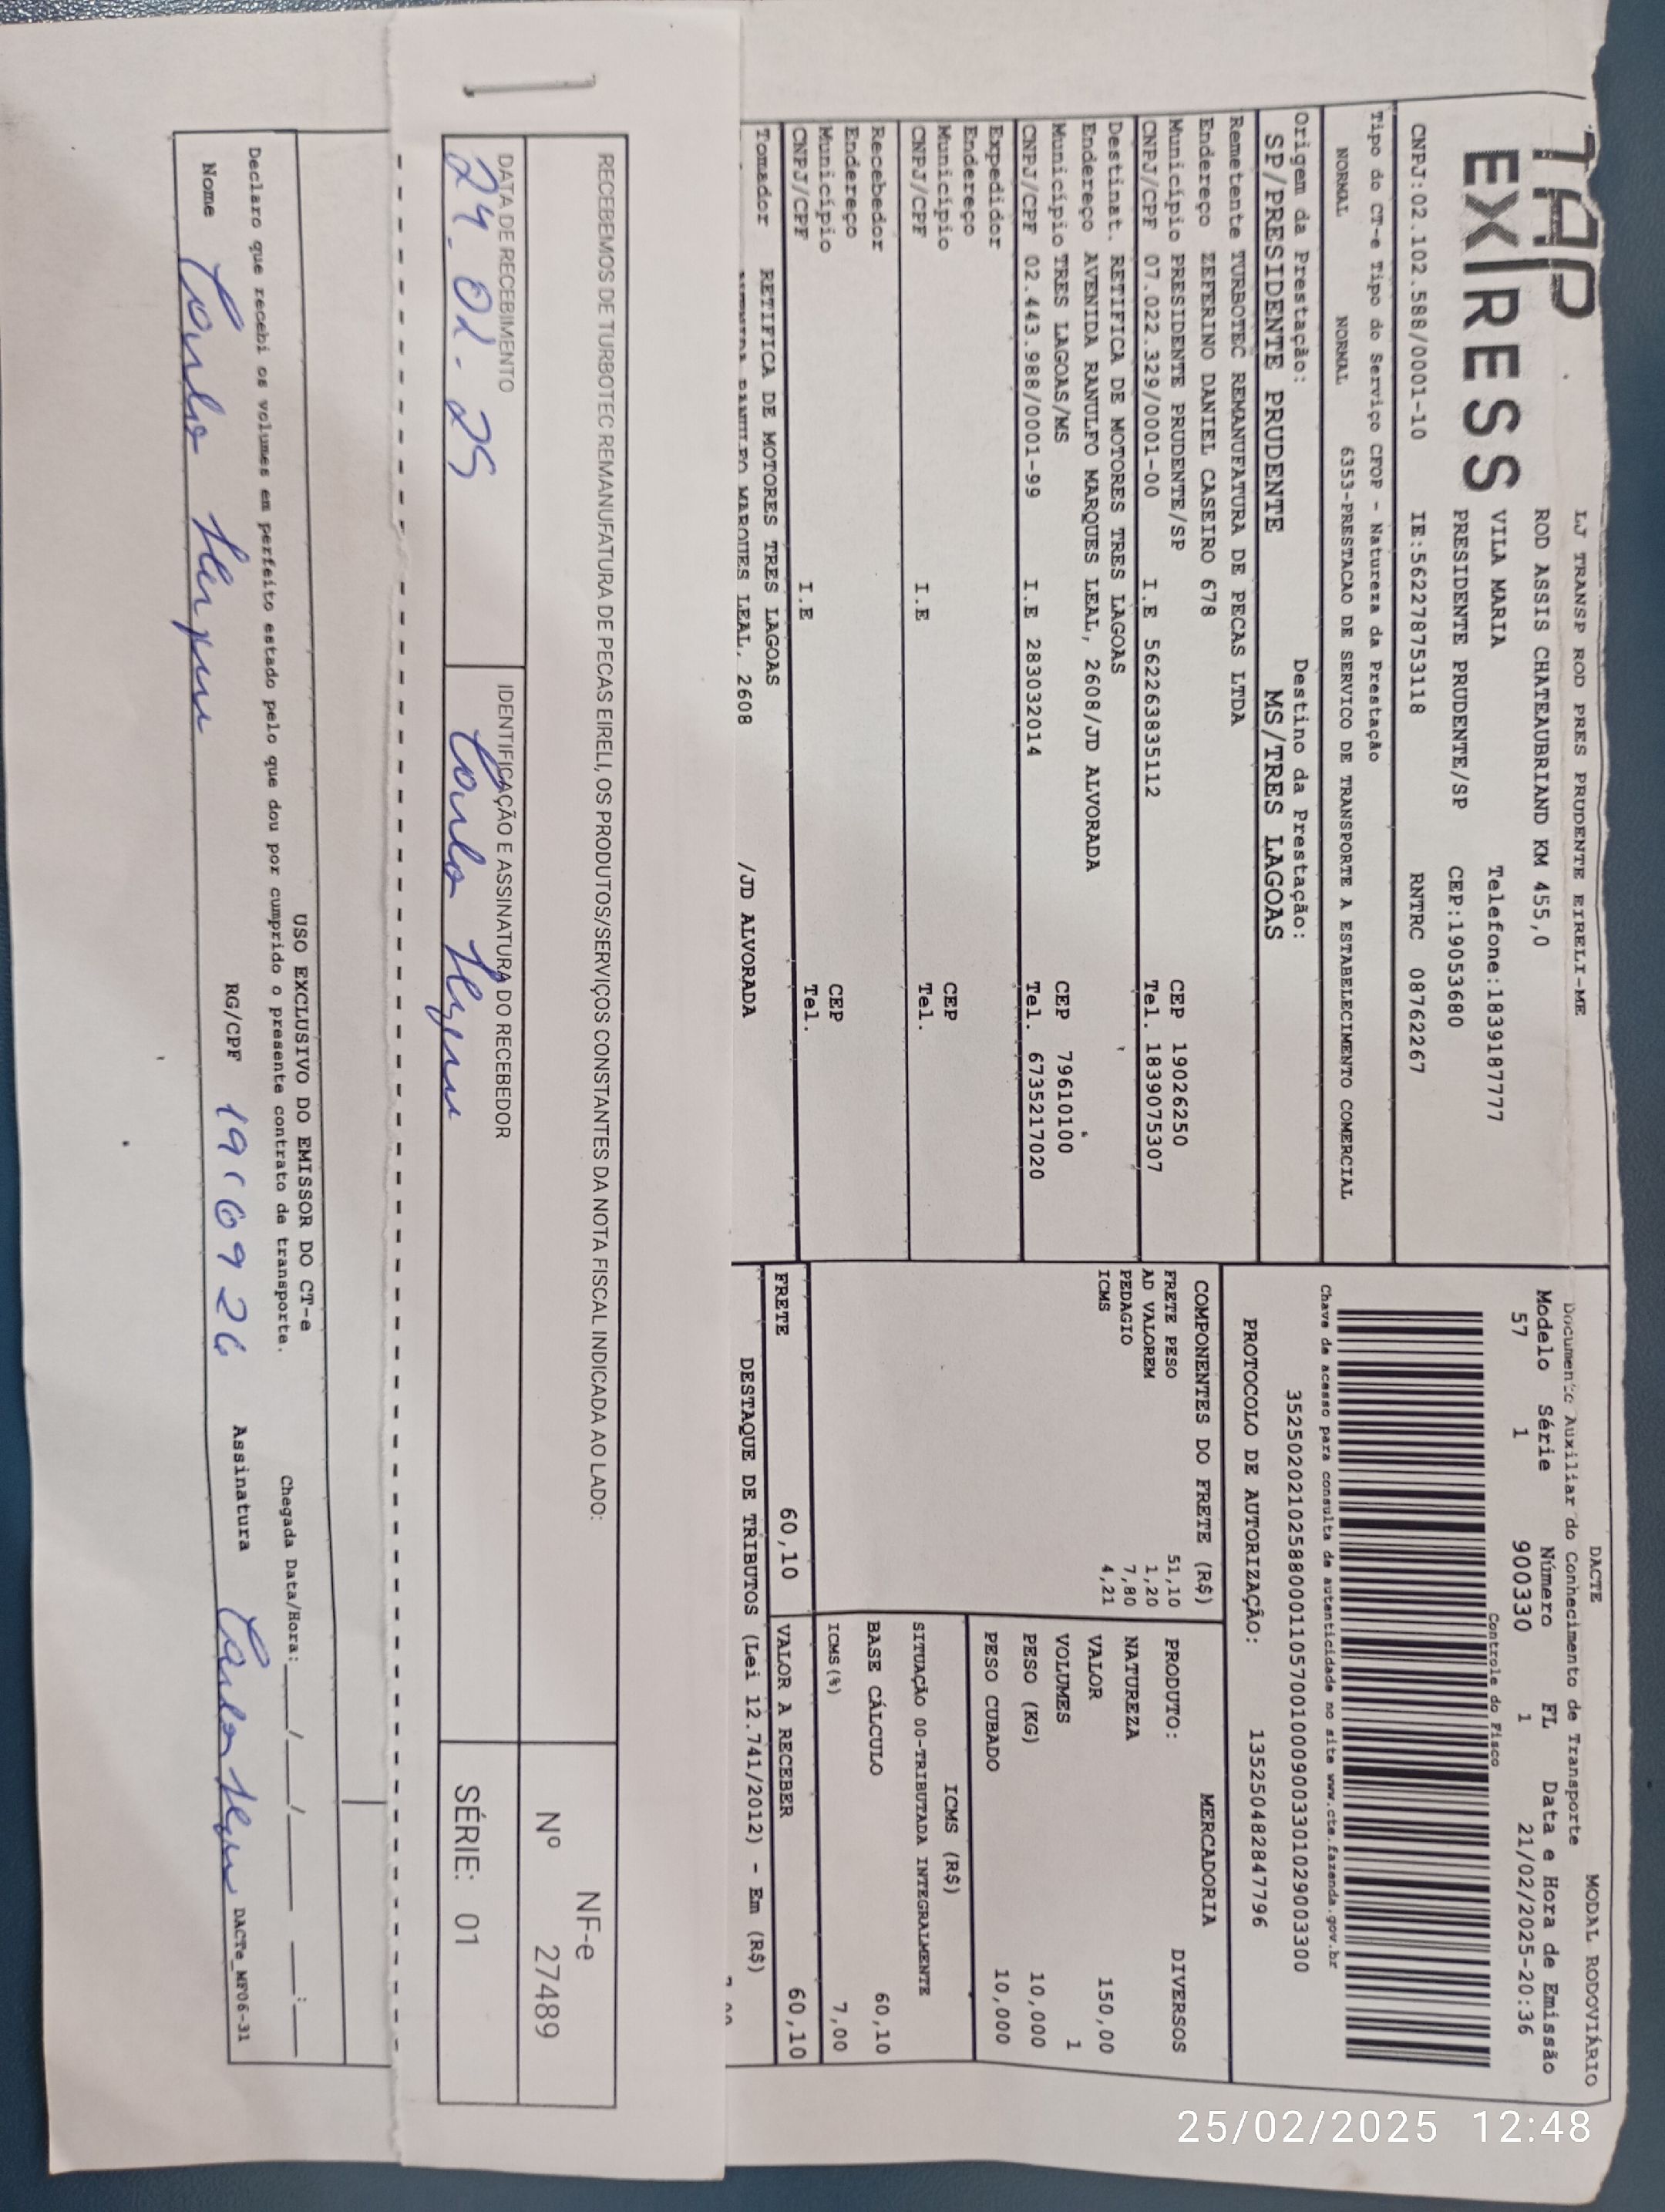 TAP
EXPRESS
LJ TRANSP ROD PRES PRUDENTE EIRELI-ME
ROD ASSIS CHATEAUBRIAND KM 455,0
VILA MARIA Telefone:1839187777
PRESIDENTE PRUDENTE/SP CEP:19053680
CNPJ:02.102.588/0001-10 IE:562278753118 RNTRC 08762267
DACTE MODAL RODOVIÁRIO
Documento Auxiliar do Conhecimento de Transporte
Modelo Série Número FL Data e Hora de Emissão
57 1 900330 1 21/02/2025-20:36
Controle do Fisco
Tipo do CT-e Tipo do Serviço CFOP - Natureza da Prestação
NORMAL NORMAL 6353-PRESTACAO DE SERVICO DE TRANSPORTE A ESTABELECIMENTO COMERCIAL
Chave de acesso para consulta de autenticidade no site www.cte.fazenda.gov.br
35250202102588000110570010009003301029003300
Origem da Prestação: Destino da Prestação:
SP/PRESIDENTE PRUDENTE MS/TRES LAGOAS
PROTOCOLO DE AUTORIZAÇÃO: 135250482847796
Remetente TURBOTEC REMANUFATURA DE PECAS LTDA
Endereço ZEFERINO DANIEL CASEIRO 678
Município PRESIDENTE PRUDENTE/SP CEP 19026250
CNPJ/CPF 07.022.329/0001-00 I.E 562263835112 Tel. 1839075307
Destinat. RETIFICA DE MOTORES TRES LAGOAS
Endereço AVENIDA RANULFO MARQUES LEAL, 2608/JD ALVORADA
Município TRES LAGOAS/MS CEP 79610100
CNPJ/CPF 02.443.988/0001-99 I.E 283032014 Tel. 6735217020
Expedidor
Endereço
Município CEP
CNPJ/CPF I.E Tel.
Recebedor
Endereço
Município CEP
CNPJ/CPF I.E Tel.
Tomador RETIFICA DE MOTORES TRES LAGOAS
RANULFO MARQUES LEAL, 2608 /JD ALVORADA
COMPONENTES DO FRETE (R$)
FRETE PESO 51,10
AD VALOREM 1,20
PEDAGIO 7,80
ICMS 4,21
MERCADORIA
PRODUTO: DIVERSOS
NATUREZA
VALOR 150,00
VOLUMES 1
PESO (KG) 10,000
PESO CUBADO 10,000
ICMS (R$)
SITUAÇÃO 00-TRIBUTADA INTEGRALMENTE
BASE CÁLCULO 60,10
ICMS(%) 7,00
FRETE 60,10 VALOR A RECEBER 60,10
DESTAQUE DE TRIBUTOS (Lei 12.741/2012) - Em (R$)
RECEBEMOS DE TURBOTEC REMANUFATURA DE PECAS EIRELI, OS PRODUTOS/SERVIÇOS CONSTANTES DA NOTA FISCAL INDICADA AO LADO:
NF-e
Nº 27489
SÉRIE: 01
DATA DE RECEBIMENTO IDENTIFICAÇÃO E ASSINATURA DO RECEBEDOR
24.02-25 Carlos
USO EXCLUSIVO DO EMISSOR DO CT-e
Declaro que recebi os volumes em perfeito estado pelo que dou por cumprido o presente contrato de transporte. Chegada Data/Hora:____/____/____ ___:___
Nome Carlos RG/CPF Assinatura Carlos
DACTe_MF06-31
25/02/2025 12:48